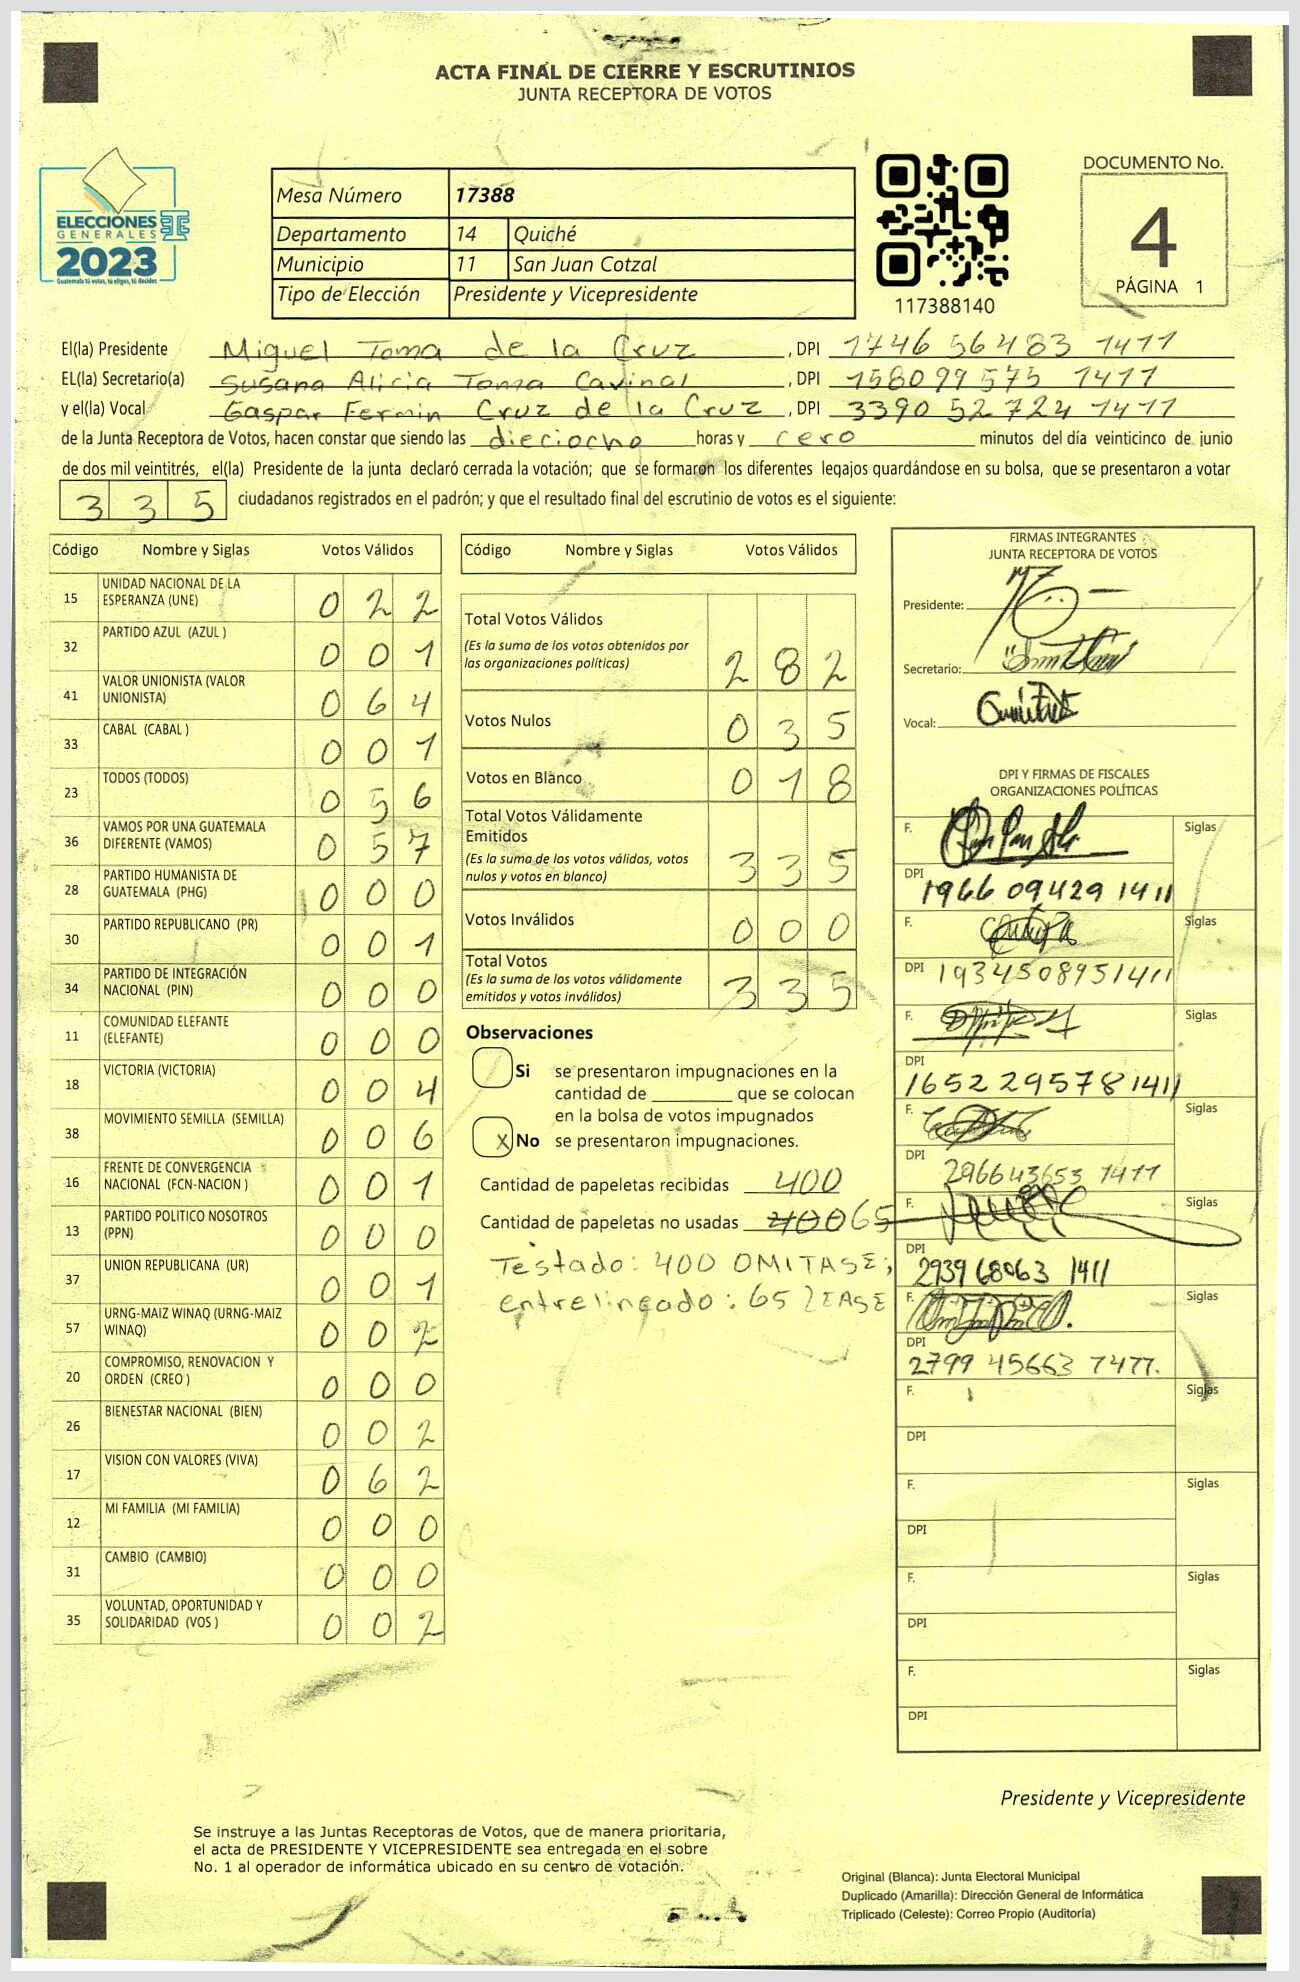 ACTA FINAL DE CIERRE Y ESCRUTINIOS
JUNTA RECEPTORA DE VOTOS
ELECCIONES
GENERALES
2023
Guatemala tú votas, tú eliges, tú decides
Mesa Número 17388
Departamento 14 Quiché
Municipio 11 San Juan Cotzal
Tipo de Elección Presidente y Vicepresidente
117388140
DOCUMENTO No.
4
PÁGINA 1
El(la) Presidente Miguel Toma de la Cruz , DPI 1746 56483 1411
EL(la) Secretario(a) Susana Alicia Toma Cavinal , DPI 158099575 1411
y el(la) Vocal Gaspar Fermin Cruz de la Cruz , DPI 3390 52724 1411
de la Junta Receptora de Votos, hacen constar que siendo las dieciocho horas y cero minutos del día veinticinco de junio
de dos mil veintitrés, el(la) Presidente de la junta declaró cerrada la votación; que se formaron los diferentes legajos quardándose en su bolsa, que se presentaron a votar
335 ciudadanos registrados en el padrón; y que el resultado final del escrutinio de votos es el siguiente:
Código Nombre y Siglas Votos Válidos
15 UNIDAD NACIONAL DE LA ESPERANZA (UNE) 0 2 2
32 PARTIDO AZUL (AZUL ) 0 0 1
41 VALOR UNIONISTA (VALOR UNIONISTA) 0 6 4
33 CABAL (CABAL ) 0 0 1
23 TODOS (TODOS) 0 5 6
36 VAMOS POR UNA GUATEMALA DIFERENTE (VAMOS) 0 5 7
28 PARTIDO HUMANISTA DE GUATEMALA (PHG) 0 0 0
30 PARTIDO REPUBLICANO (PR) 0 0 1
34 PARTIDO DE INTEGRACIÓN NACIONAL (PIN) 0 0 0
11 COMUNIDAD ELEFANTE (ELEFANTE) 0 0 0
18 VICTORIA (VICTORIA) 0 0 4
38 MOVIMIENTO SEMILLA (SEMILLA) 0 0 6
16 FRENTE DE CONVERGENCIA NACIONAL (FCN-NACION ) 0 0 1
13 PARTIDO POLITICO NOSOTROS (PPN) 0 0 0
37 UNION REPUBLICANA (UR) 0 0 1
57 URNG-MAIZ WINAQ (URNG-MAIZ WINAQ) 0 0 2
20 COMPROMISO, RENOVACION Y ORDEN (CREO ) 0 0 0
26 BIENESTAR NACIONAL (BIEN) 0 0 2
17 VISION CON VALORES (VIVA) 0 6 2
12 MI FAMILIA (MI FAMILIA) 0 0 0
31 CAMBIO (CAMBIO) 0 0 0
35 VOLUNTAD, OPORTUNIDAD Y SOLIDARIDAD (VOS ) 0 0 2
Código Nombre y Siglas Votos Válidos
Total Votos Válidos
(Es la suma de los votos obtenidos por
las organizaciones políticas) 2 8 2
Votos Nulos 0 3 5
Votos en Blanco 0 1 8
Total Votos Válidamente
Emitidos
(Es la suma de los votos válidos, votos
nulos y votos en blanco) 3 3 5
Votos Inválidos 0 0 0
Total Votos
(Es la suma de los votos válidamente
emitidos y votos inválidos) 3 3 5
Observaciones
Si se presentaron impugnaciones en la
cantidad de ________ que se colocan
en la bolsa de votos impugnados
x No se presentaron impugnaciones.
Cantidad de papeletas recibidas 400
Cantidad de papeletas no usadas 400 65
Testado: 400 OMITASE;
entrelineado: 65 LEASE
FIRMAS INTEGRANTES
JUNTA RECEPTORA DE VOTOS
Presidente:
Secretario:
Vocal:
DPI Y FIRMAS DE FISCALES
ORGANIZACIONES POLÍTICAS
F. Siglas
DPI 1966 09429 1411
F. Siglas
DPI 1934508951411
F. Siglas
DPI
1652 29578 1411
F. Siglas
DPI
296643653 1411
F. Siglas
DPI
2939 68063 1411
F. Siglas
DPI
2799 45663 1411.
F. Siglas
DPI
F. Siglas
DPI
F. Siglas
DPI
F. Siglas
DPI
Presidente y Vicepresidente
Se instruye a las Juntas Receptoras de Votos, que de manera prioritaria,
el acta de PRESIDENTE Y VICEPRESIDENTE sea entregada en el sobre
No. 1 al operador de informática ubicado en su centro de votación.
Original (Blanca): Junta Electoral Municipal
Duplicado (Amarilla): Dirección General de Informática
Triplicado (Celeste): Correo Propio (Auditoría)